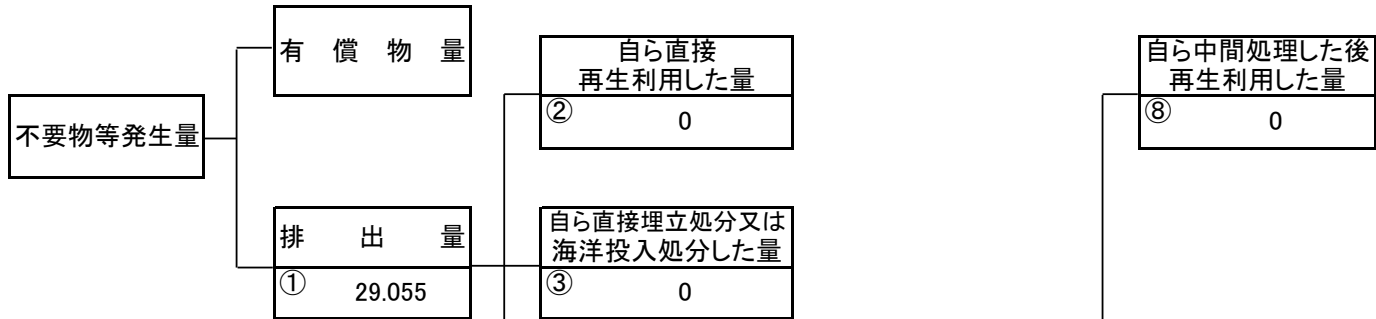 不要物等発生量
有償物量
排出量
① 29.055
自ら直接
再生利用した量
② 0
自ら直接埋立処分又は
海洋投入処分した量
③ 0
自ら中間処理した後
再生利用した量
⑧ 0